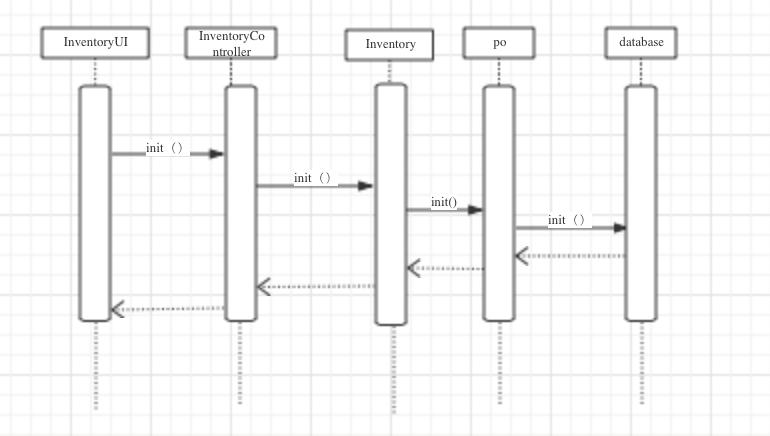 InventoryUI
InventoryCo
ntroller
Inventory
po
database
init（）
init（）
init()
init（）